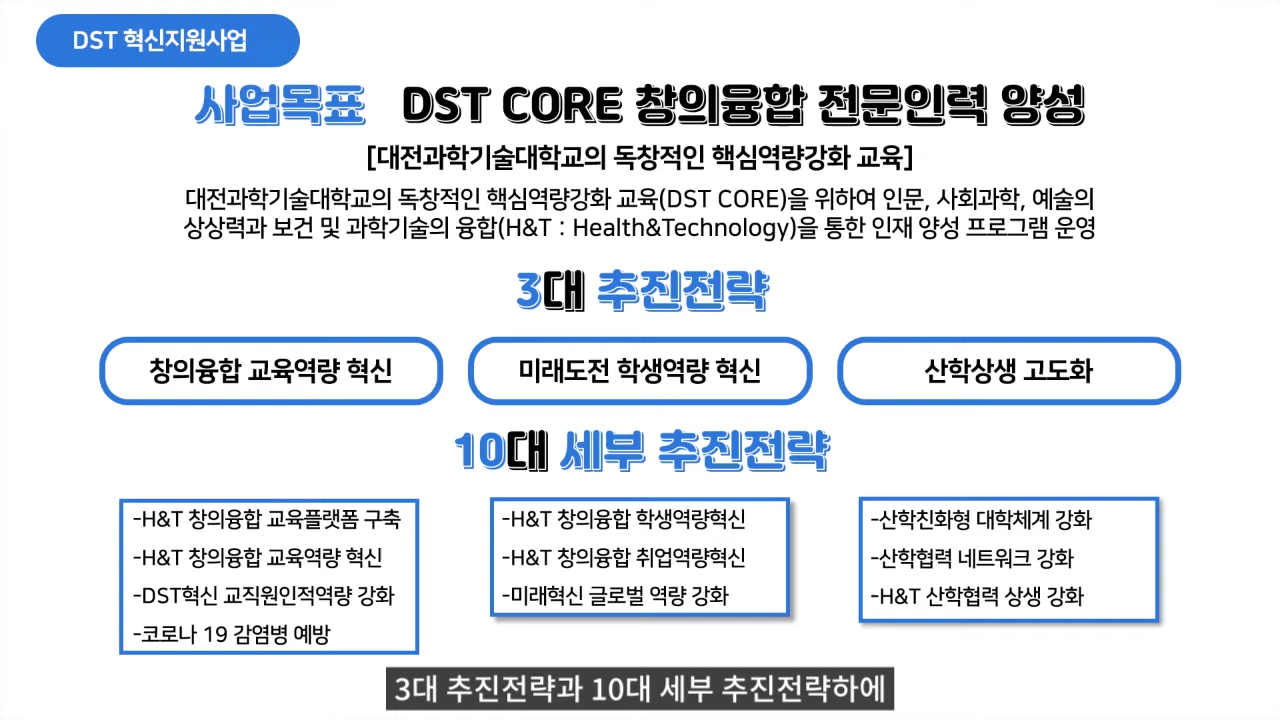 DST 혁신지원사업
사업목표 DST CORE 창의융합 전문인력 양성
[대전과학기술대학교의 독창적인 핵심역량강화 교육]
대전과학기술대학교의 독창적인 핵심역량강화 교육(DST CORE)을 위하여 인문, 사회과학, 예술의
상상력과 보건 및 과학기술의 융합(H&T : Health&Technology)을 통한 인재 양성 프로그램 운영
3대 추진전략
창의융합 교육역량 혁신
미래도전 학생역량 혁신
산학상생 고도화
10대 세부 추진전략
-H&T 창의융합 교육플랫폼 구축
-H&T 창의융합 교육역량 혁신
-DST혁신 교직원인적역량 강화
-코로나 19 감염병 예방
-H&T 창의융합 학생역량혁신
-H&T 창의융합 취업역량혁신
-미래혁신 글로벌 역량 강화
-산학친화형 대학체계 강화
-산학협력 네트워크 강화
-H&T 산학협력 상생 강화
3대 추진전략과 10대 세부 추진전략하에